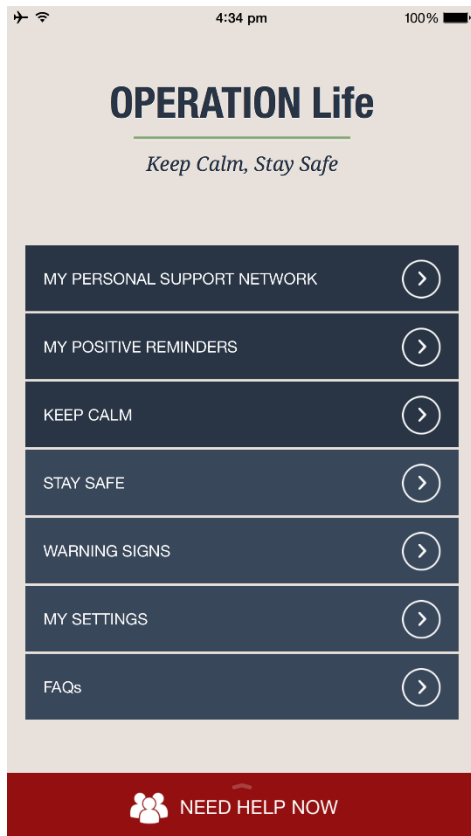 4:34 pm
100%
OPERATION Life
Keep Calm, Stay Safe
MY PERSONAL SUPPORT NETWORK
MY POSITIVE REMINDERS
KEEP CALM
STAY SAFE
WARNING SIGNS
MY SETTINGS
FAQs
NEED HELP NOW